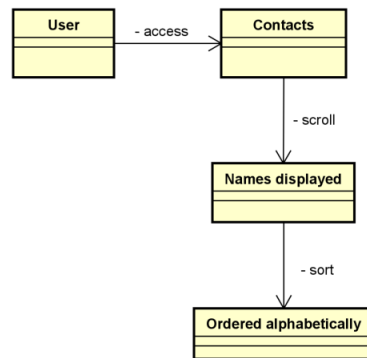 User
- access
Contacts
- scroll
Names displayed
- sort
Ordered alphabetically